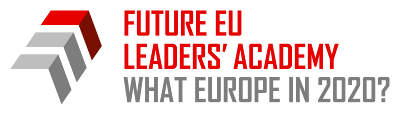 FUTURE EU
LEADERS' ACADEMY
WHAT EUROPE IN 2020?